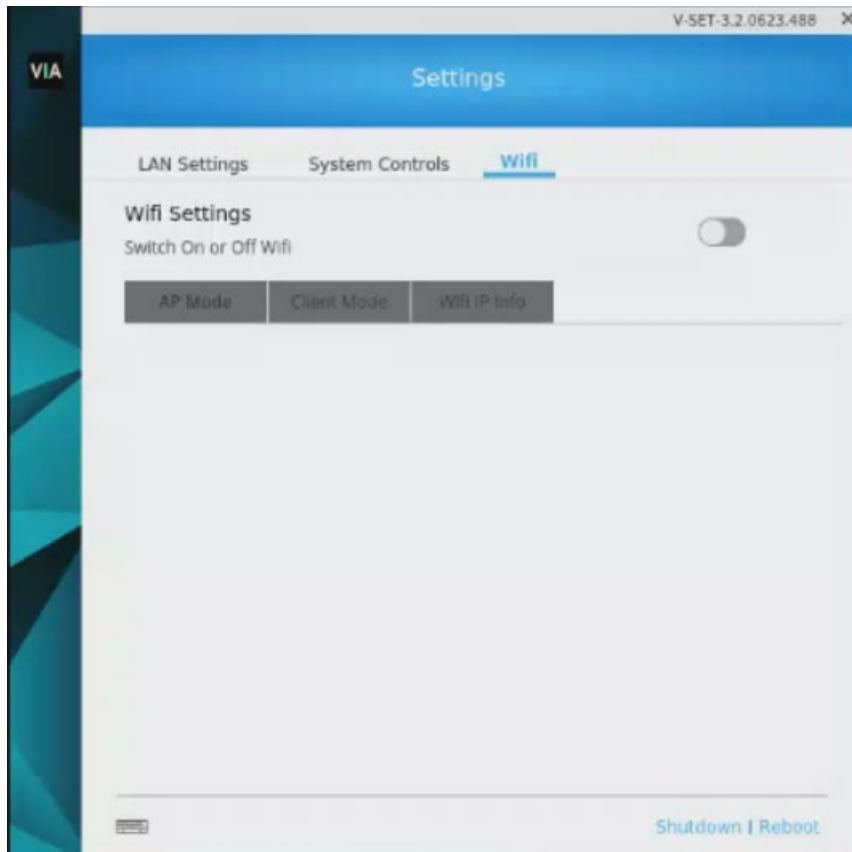 V-SET-3.2.0623.488 X
VIA
Settings
LAN Settings System Controls Wifi
Wifi Settings
Switch On or Off Wifi
AP Mode Client Mode Wifi IP Info
Shutdown | Reboot